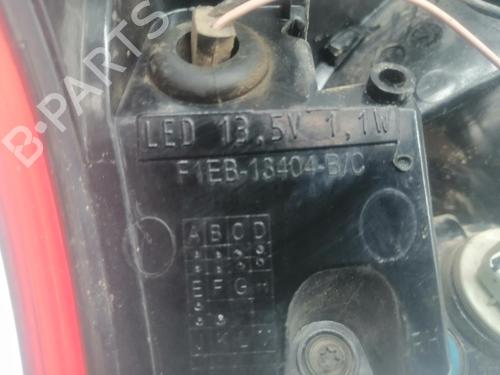 B-PARTS
LED 13,5V 1,1W
F1EB-13404-B/C
A B C D
E F G H